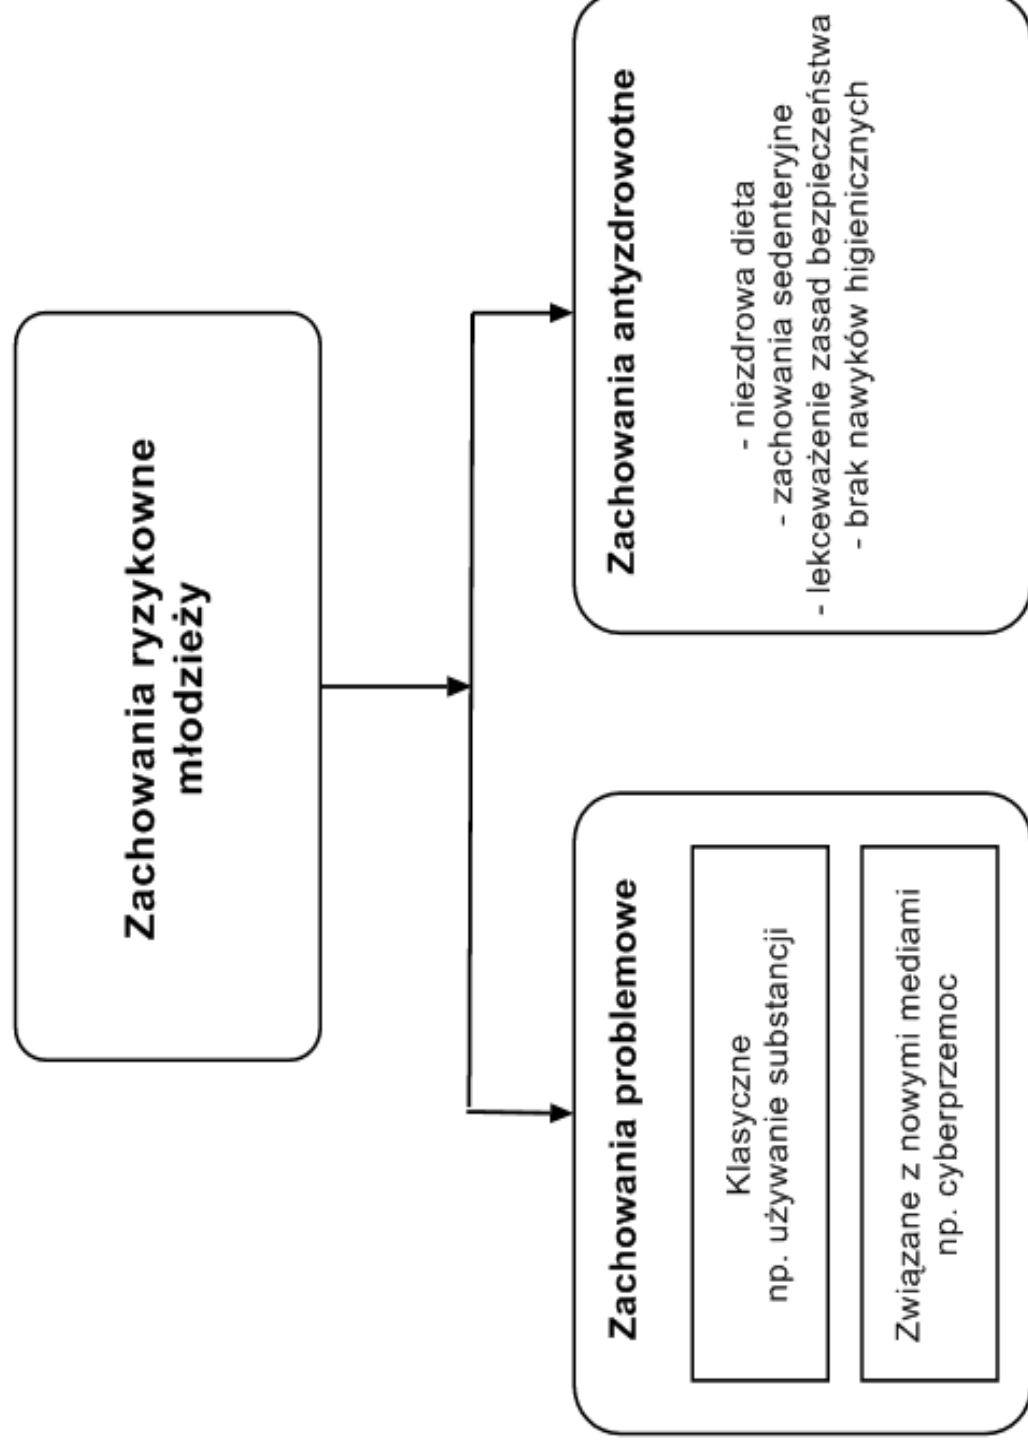 Zachowania ryzykowne
młodzieży
Zachowania problemowe
Klasyczne
np. używanie substancji
Związane z nowymi mediami
np. cyberprzemoc
Zachowania antyzdrowotne
- niezdrowa dieta
- zachowania sedenteryjne
- lekceważenie zasad bezpieczeństwa
- brak nawyków higienicznych